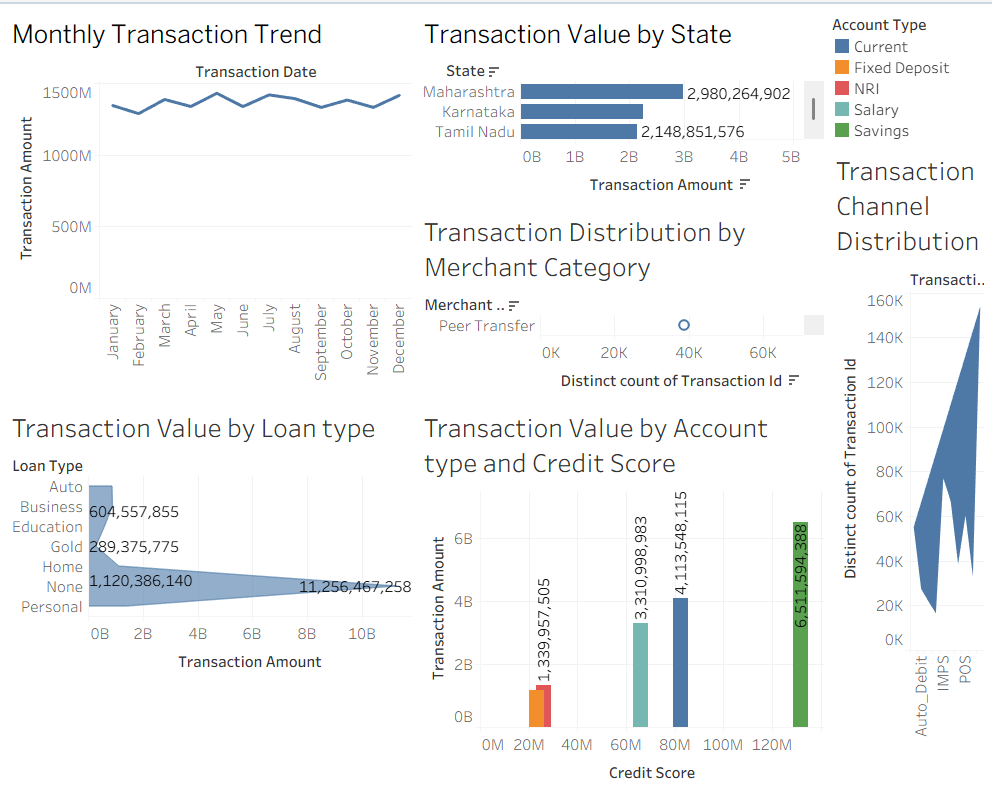 Monthly Transaction Trend
Transaction Date
Transaction Amount
1500M
1000M
500M
0M
January
February
March
April
May
June
July
August
September
October
November
December
Transaction Value by State
State
Maharashtra
2,980,264,902
Karnataka
Tamil Nadu
2,148,851,576
0B 1B 2B 3B 4B 5B
Transaction Amount
Account Type
Current
Fixed Deposit
NRI
Salary
Savings
Transaction Distribution by
Merchant Category
Merchant ..
Peer Transfer
0K 20K 40K 60K
Distinct count of Transaction Id
Transaction
Channel
Distribution
Transacti..
Distinct count of Transaction Id
160K
140K
120K
100K
80K
60K
40K
20K
0K
Auto_Debit
IMPS
POS
Transaction Value by Loan type
Loan Type
Auto
Business
604,557,855
Education
Gold
289,375,775
Home
1,120,386,140
None
11,256,467,258
Personal
0B 2B 4B 6B 8B 10B
Transaction Amount
Transaction Value by Account
type and Credit Score
Transaction Amount
6B
4B
2B
0B
1,339,957,505
3,310,998,983
4,113,548,115
6,511,594,388
0M 20M 40M 60M 80M 100M 120M
Credit Score